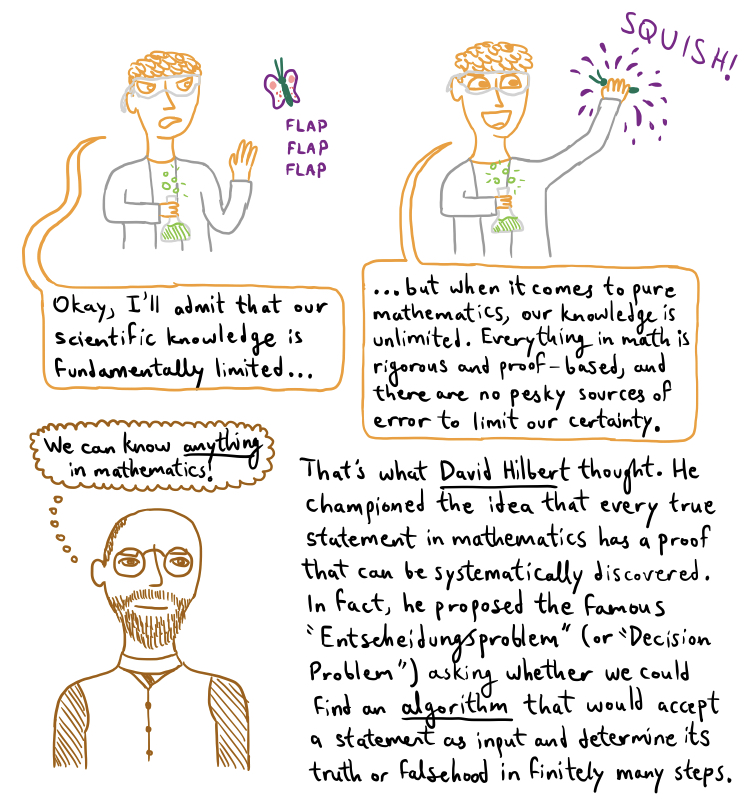 FLAP
FLAP
FLAP
SQUISH!
Okay, I'll admit that our
scientific knowledge is
fundamentally limited...
...but when it comes to pure
mathematics, our knowledge is
unlimited. Everything in math is
rigorous and proof-based, and
there are no pesky sources of
error to limit our certainty.
We can know anything
in mathematics!
That's what David Hilbert thought. He
championed the idea that every true
statement in mathematics has a proof
that can be systematically discovered.
In fact, he proposed the famous
"Entscheidungsproblem" (or "Decision
Problem") asking whether we could
find an algorithm that would accept
a statement as input and determine its
truth or falsehood in finitely many steps.